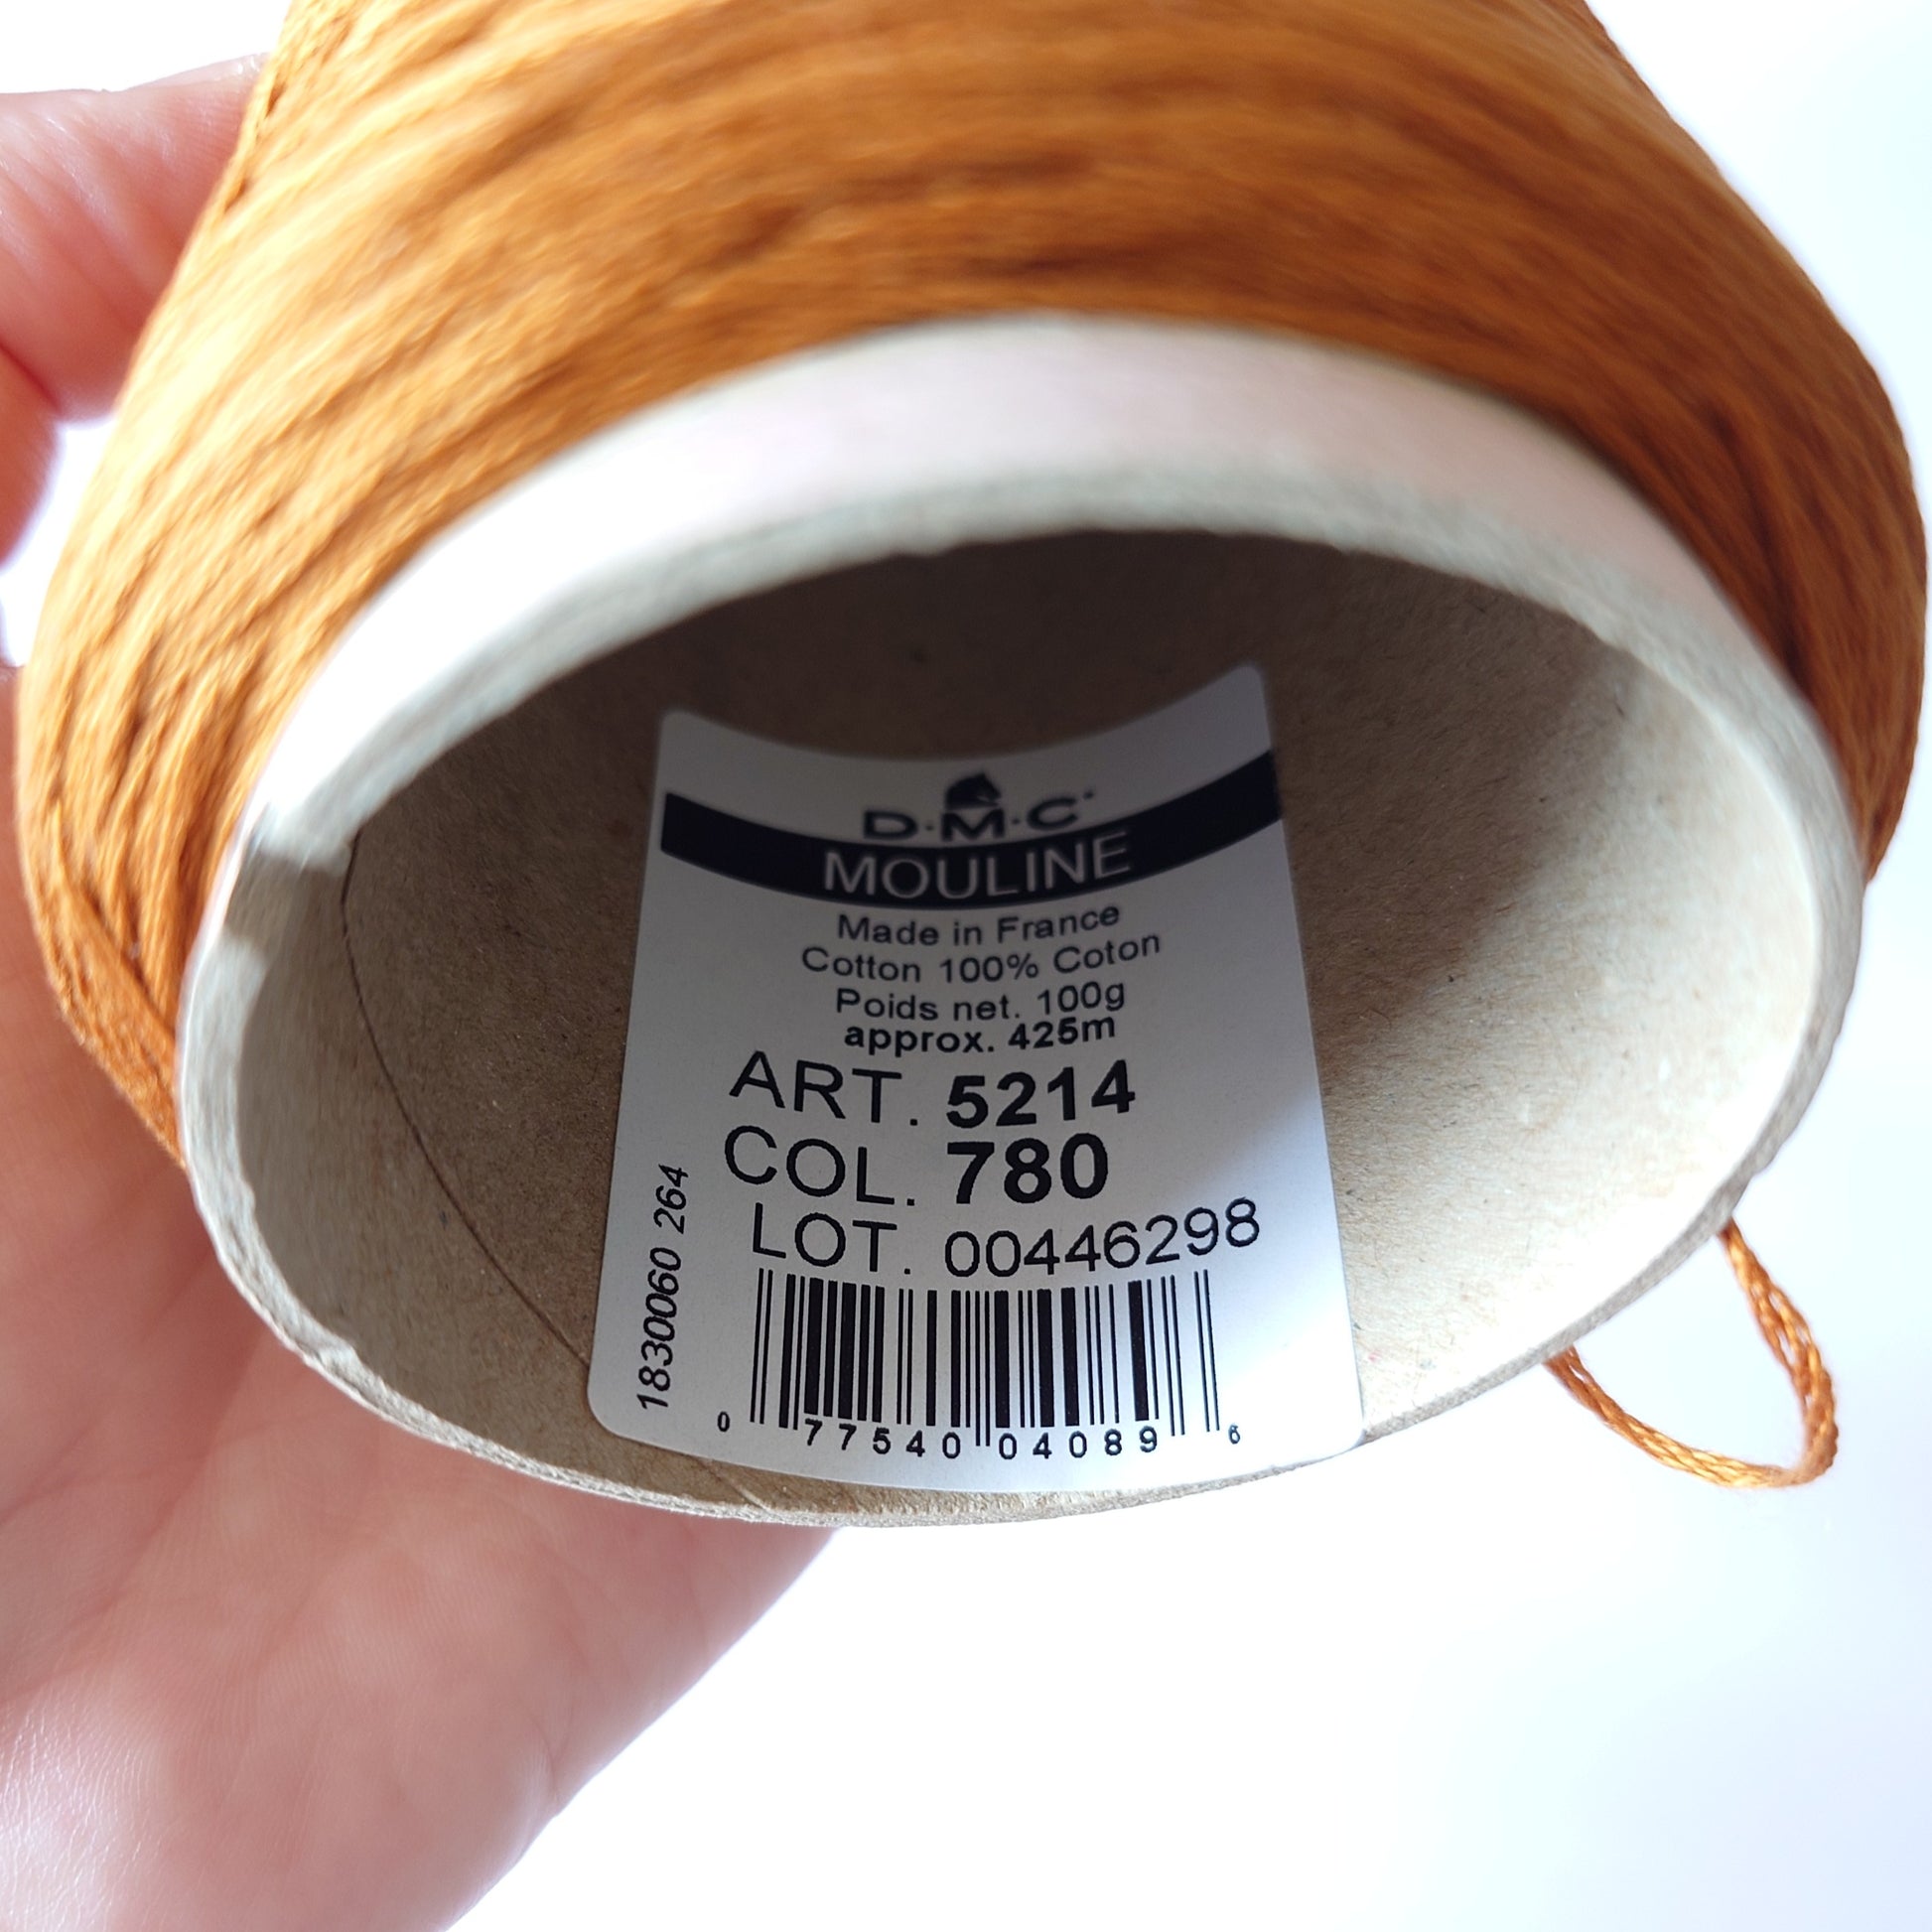 D·M·C
MOULINE
Made in France
Cotton 100% Coton
Poids net. 100g
approx. 425m
ART. 5214
COL. 780
LOT. 00446298
1830060 264
0 77540 04089 6